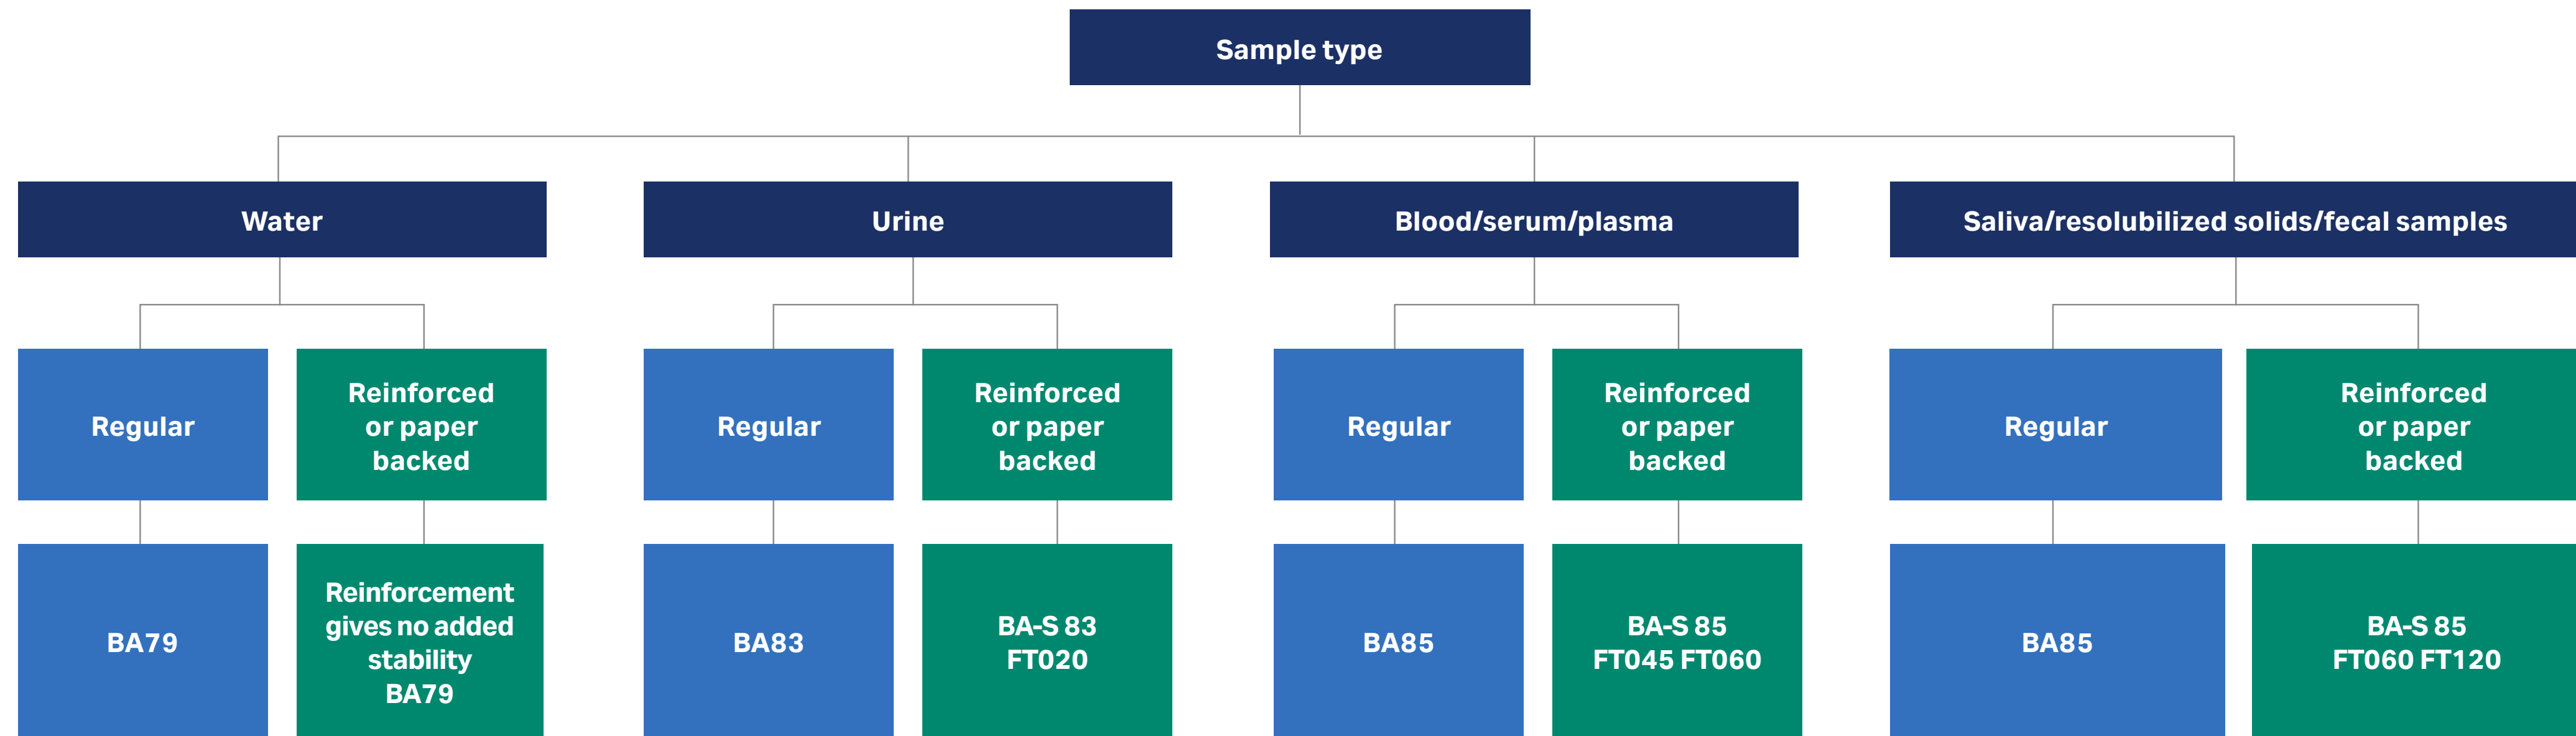 Sample type
Water
Urine
Blood/serum/plasma
Saliva/resolubilized solids/fecal samples
Regular
Reinforced
or paper
backed
Regular
Reinforced
or paper
backed
Regular
Reinforced
or paper
backed
Regular
Reinforced
or paper
backed
BA79
Reinforcement
gives no added
stability
BA79
BA83
BA-S 83
FT020
BA85
BA-S 85
FT045 FT060
BA85
BA-S 85
FT060 FT120